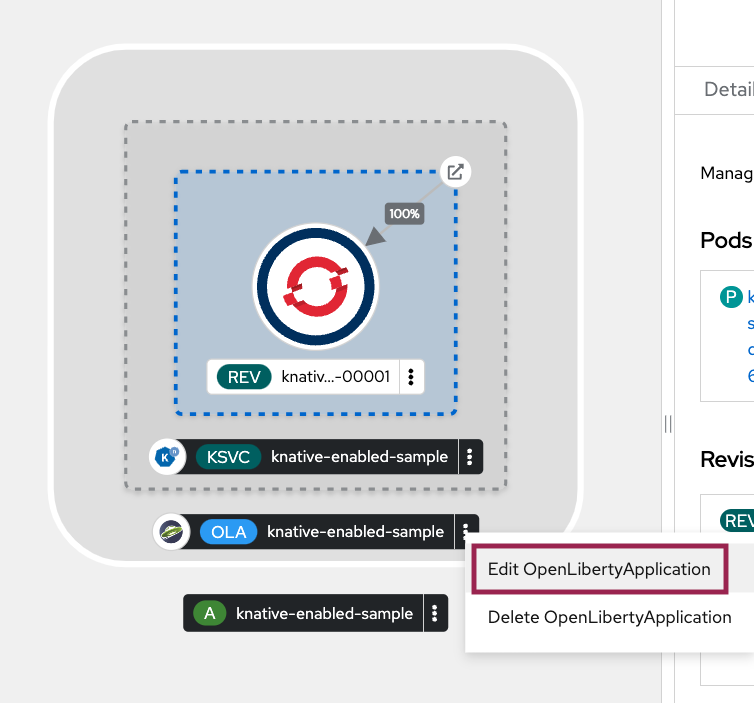 Detail
Manag
100%
Pods
P k
s
REV knativ...-00001
Revis
K n KSVC knative-enabled-sample
REV
OLA knative-enabled-sample
Edit OpenLibertyApplication
A knative-enabled-sample
Delete OpenLibertyApplication